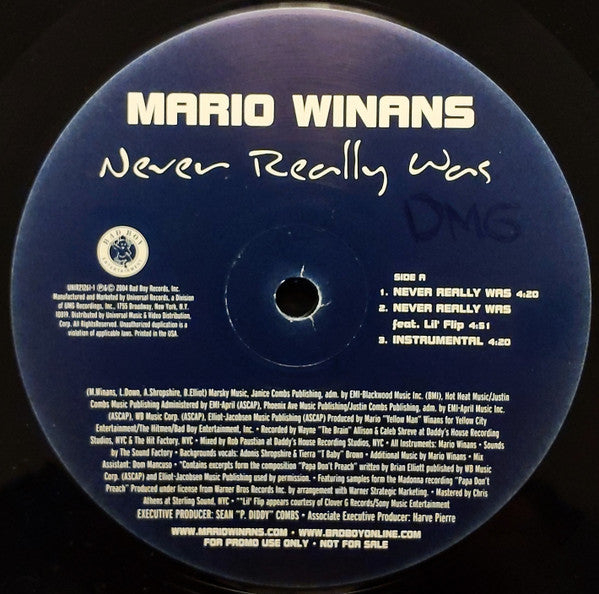 MARIO WINANS
Never Really Was
DMG
BAD BOY
ENTERTAINMENT
UNIR21261-1 ℗&© 2004 Bad Boy Records, Inc.
Manufactured and Marketed by Universal Records, a Division
of UMG Recordings, Inc., 1755 Broadway, New York, N.Y.
10019. Distributed by Universal Music & Video Distribution,
Corp. All RightsReserved. Unauthorized duplication is a
violation of applicable laws. Printed in the USA.
SIDE A
1. NEVER REALLY WAS 4:20
2. NEVER REALLY WAS
feat. Lil' Flip 4:51
3. INSTRUMENTAL 4:20
(M.Winans, L.Down, A.Shropshire, B.Elliot) Marsky Music, Janice Combs Publishing, adm. by EMI-Blackwood Music Inc. (BMI), Hot Heat Music/Justin
Combs Music Publishing Administered by EMI-April (ASCAP), Phoenix Ave Music Publishing/Justin Combs Publishing, adm. by EMI-April Music Inc.
(ASCAP), WB Music Corp. (ASCAP), Elliot-Jacobsen Music Publishing (ASCAP) Produced by Mario "Yellow Man" Winans for Yellow City
Entertainment/The Hitmen/Bad Boy Entertainment, Inc. • Recorded by Wayne "The Brain" Allison & Caleb Shreve at Daddy's House Recording
Studios, NYC & The Hit Factory, NYC • Mixed by Rob Paustian at Daddy's House Recording Studios, NYC • All Instruments: Mario Winans • Sounds
by The Sound Factory • Backgrounds vocals: Adonis Shropshire & Tierra "T Baby" Brown • Additional Music by Mario Winans • Mix
Assistant: Dom Mancuso • "Contains excerpts form the composition "Papa Don't Preach" written by Brian Elliott published by WB Music
Corp. (ASCAP) and Elliot-Jacobsen Music Publishing used by permission. • Featuring samples form the Madonna recording "Papa Don't
Preach" Produced under license from Warner Bros Records Inc. by arrangement with Warner Strategic Marketing. • Mastered by Chris
Athens at Sterling Sound, NYC • "Lil' Flip appears courtesy of Clover G Records/Sony Music Entertainment
EXECUTIVE PRODUCER: SEAN "P. DIDDY" COMBS • Associate Executive Producer: Harve Pierre
WWW.MARIOWINANS.COM • WWW.BADBOYONLINE.COM
FOR PROMO USE ONLY • NOT FOR SALE